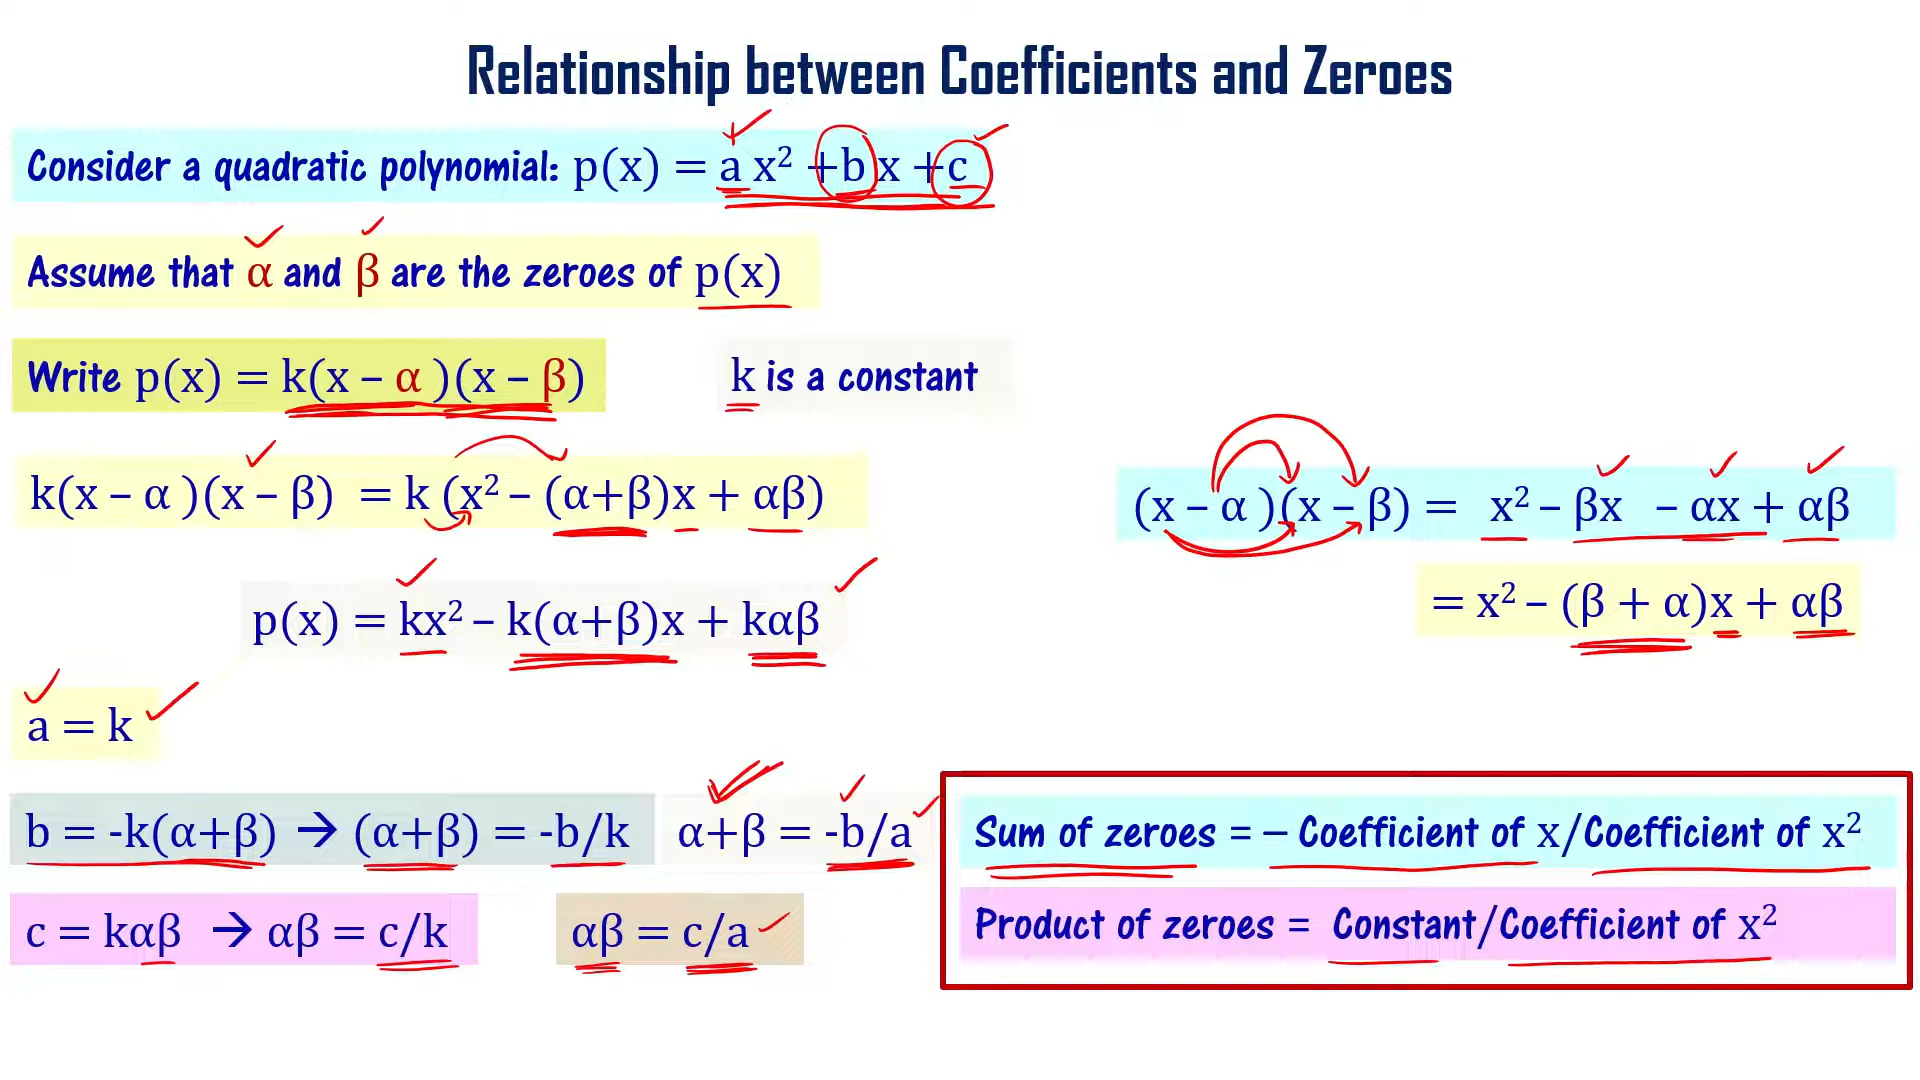 Relationship between Coefficients and Zeroes
Consider a quadratic polynomial: p(x) = a x² + b x + c
Assume that α and β are the zeroes of p(x)
Write p(x) = k(x – α )(x – β)
k is a constant
k(x – α )(x – β) = k (x² – (α+β)x + αβ)
(x – α )(x – β) = x² – βx – αx + αβ
= x² – (β + α)x + αβ
p(x) = kx² – k(α+β)x + kαβ
a = k
b = -k(α+β) → (α+β) = -b/k
α+β = -b/a
Sum of zeroes = – Coefficient of x/Coefficient of x²
c = kαβ → αβ = c/k
αβ = c/a
Product of zeroes = Constant/Coefficient of x²